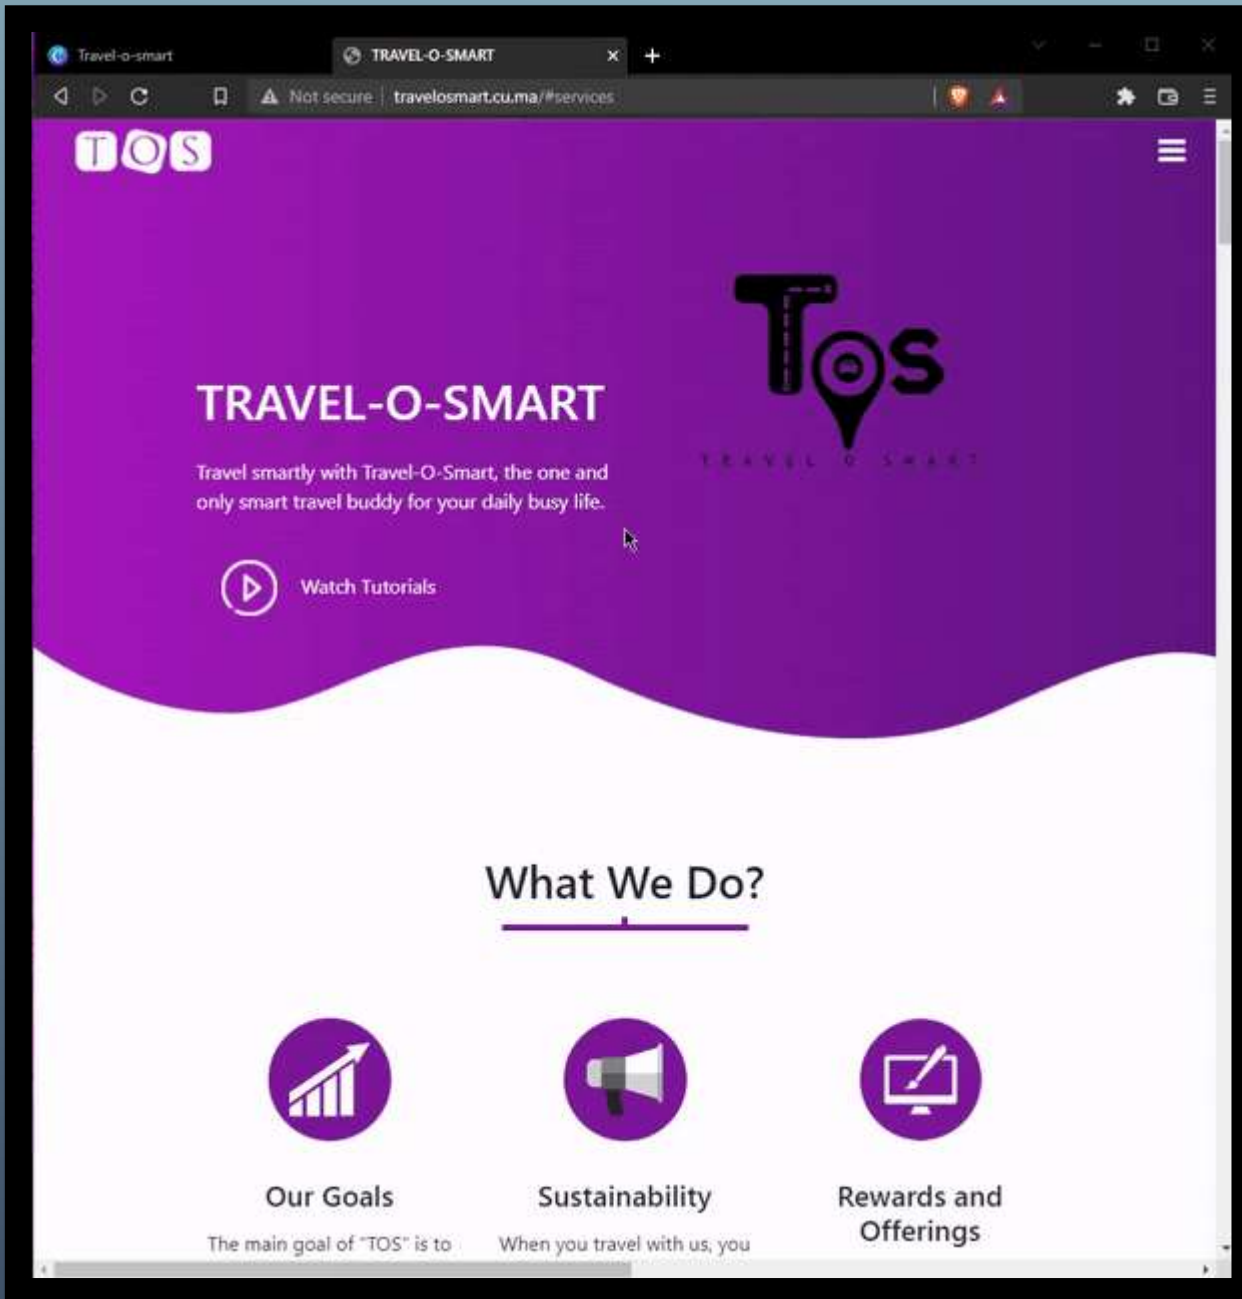 Travel-o-smart
TRAVEL-O-SMART
Not secure | travelosmart.cu.ma/#services
TOS
Tos
TRAVEL O SMART
TRAVEL-O-SMART
Travel smartly with Travel-O-Smart, the one and
only smart travel buddy for your daily busy life.
Watch Tutorials
What We Do?
Our Goals
Sustainability
Rewards and
Offerings
The main goal of "TOS" is to
When you travel with us, you